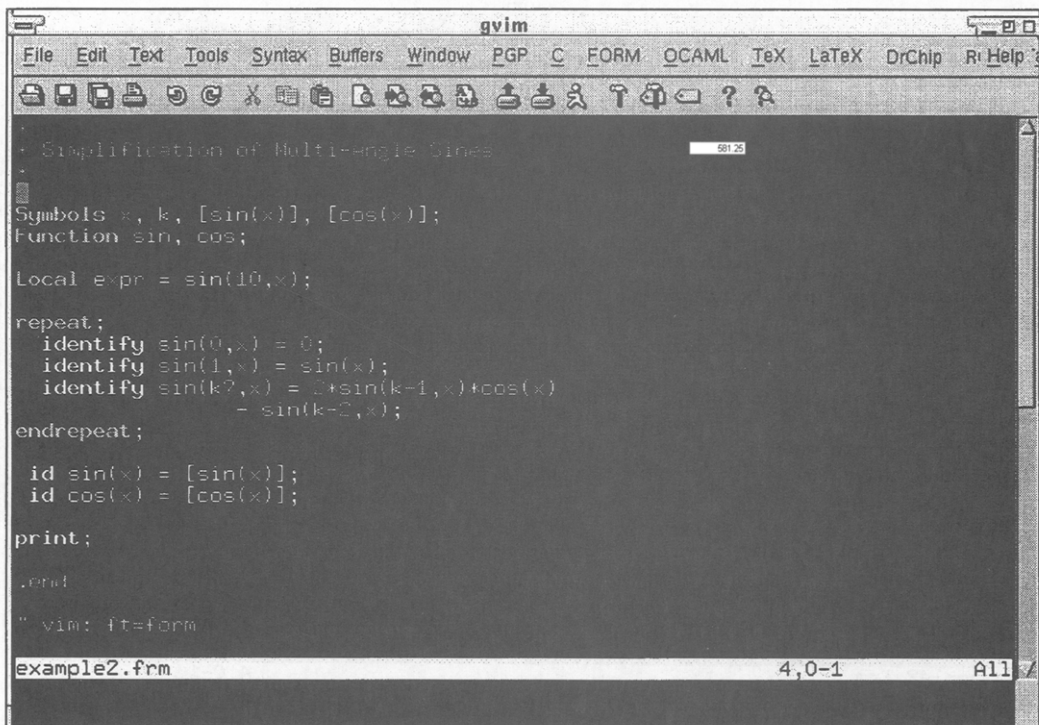 gvim
File Edit Text Tools Syntax Buffers Window PGP C FORM OCAML TeX LaTeX DrChip Help
*
* Simplification of Multi-Angle Sines
*
581.25
Symbols x, k, [sin(x)], [cos(x)];
Function sin, cos;
Local expr = sin(10,x);
repeat;
identify sin(0,x) = 0;
identify sin(1,x) = sin(x);
identify sin(k?,x) = 2*sin(k-1,x)*cos(x)
- sin(k-2,x);
endrepeat;
id sin(x) = [sin(x)];
id cos(x) = [cos(x)];
print;
.end
" vim: ft=form
example2.frm 4,0-1 All